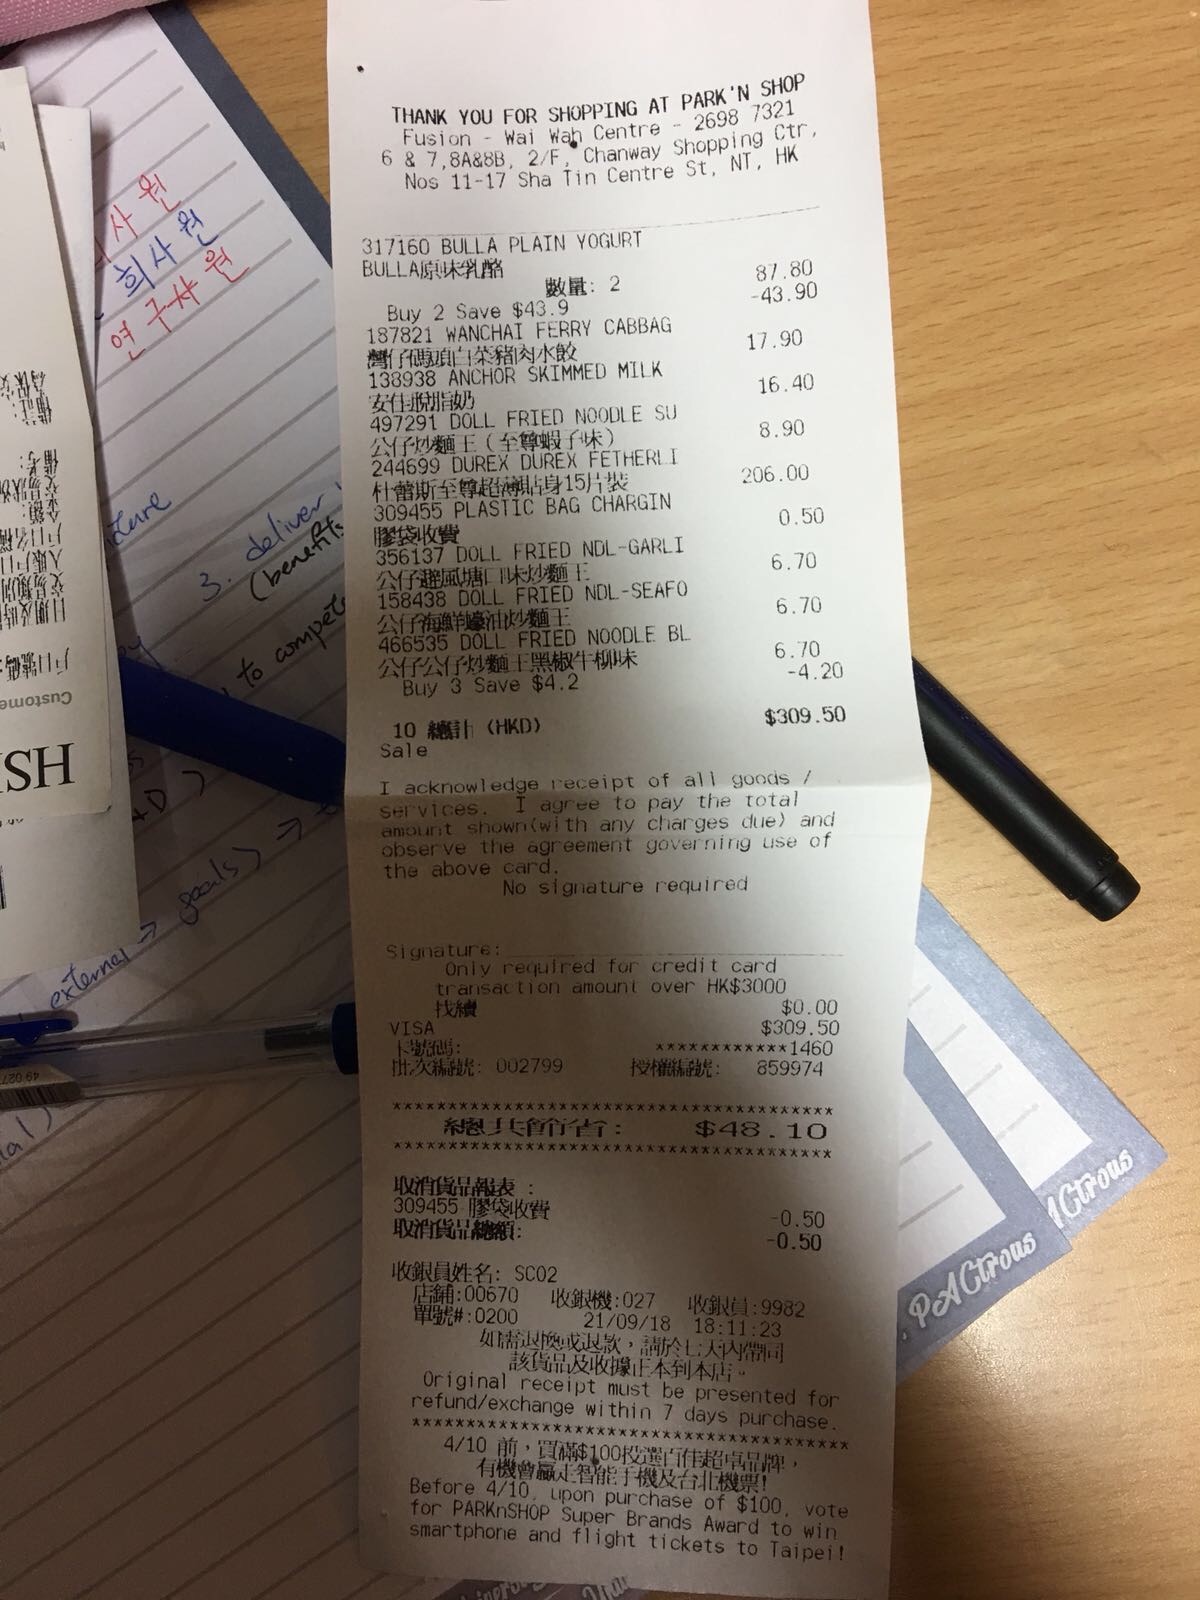 THANK YOU FOR SHOPPING AT PARK'N SHOP
Fusion - Wai Wah Centre - 2698 7321
6 & 7,8A&8B, 2/F, Chanway Shopping Ctr,
Nos 11-17 Sha Tin Centre St, NT, HK
317160 BULLA PLAIN YOGURT
BULLA原味乳酪 87.80
數量: 2
Buy 2 Save $43.9 -43.90
187821 WANCHAI FERRY CABBAG
灣仔碼頭白菜豬肉水餃 17.90
138938 ANCHOR SKIMMED MILK
安佳脫脂奶 16.40
497291 DOLL FRIED NOODLE SU
公仔炒麵王(至尊蝦子味) 8.90
244699 DUREX DUREX FETHERLI
杜蕾斯至尊超薄貼身15片裝 206.00
309455 PLASTIC BAG CHARGIN
膠袋收費 0.50
356137 DOLL FRIED NDL-GARLI
公仔避風塘口味炒麵王 6.70
158438 DOLL FRIED NDL-SEAFO
公仔海鮮蠔油炒麵王 6.70
466535 DOLL FRIED NOODLE BL
公仔公仔炒麵王黑椒牛柳味 6.70
Buy 3 Save $4.2 -4.20
10 總計 (HKD) $309.50
Sale
I acknowledge receipt of all goods /
services. I agree to pay the total
amount shown(with any charges due) and
observe the agreement governing use of
the above card.
No signature required
Signature:
Only required for credit card
transaction amount over HK$3000
找續 $0.00
VISA $309.50
卡號碼: ************1460
批次編號: 002799 授權編號: 859974
****************************************
總共節省: $48.10
****************************************
取消貨品報表 :
309455 膠袋收費 -0.50
取消貨品總額: -0.50
收銀員姓名: SC02
店鋪:00670 收銀機:027 收銀員:9982
單號#:0200 21/09/18 18:11:23
如需退換或退款，請於七天內帶同
該貨品及收據正本到本店。
Original receipt must be presented for
refund/exchange within 7 days purchase.
****************************************
4/10 前，買滿$100投選百佳超卓品牌，
有機會贏走智能手機及台北機票!
Before 4/10, upon purchase of $100, vote
for PARKnSHOP Super Brands Award to win
smartphone and flight tickets to Taipei!
회사원
연구사원
3. deliver
(benefits
to compete
external → goals) →
Custome
PACtrous